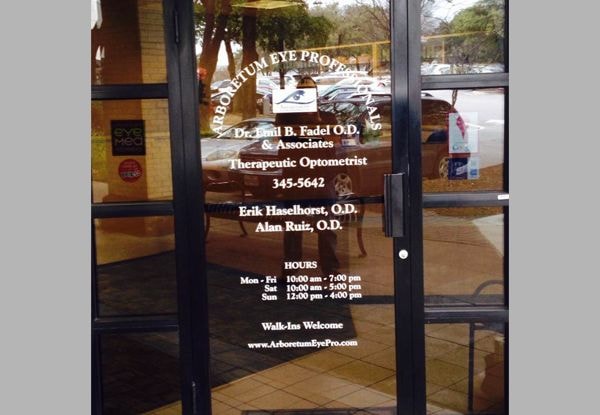 ARBORETUM EYE PROFESSIONALS
Dr. Emil B. Fadel O.D.
& Associates
Therapeutic Optometrist
345-5642
Erik Haselhorst, O.D.
Alan Ruiz, O.D.
HOURS
Mon - Fri 10:00 am - 7:00 pm
Sat 10:00 am - 5:00 pm
Sun 12:00 pm - 4:00 pm
Walk-Ins Welcome
www.ArboretumEyePro.com
eye
Med